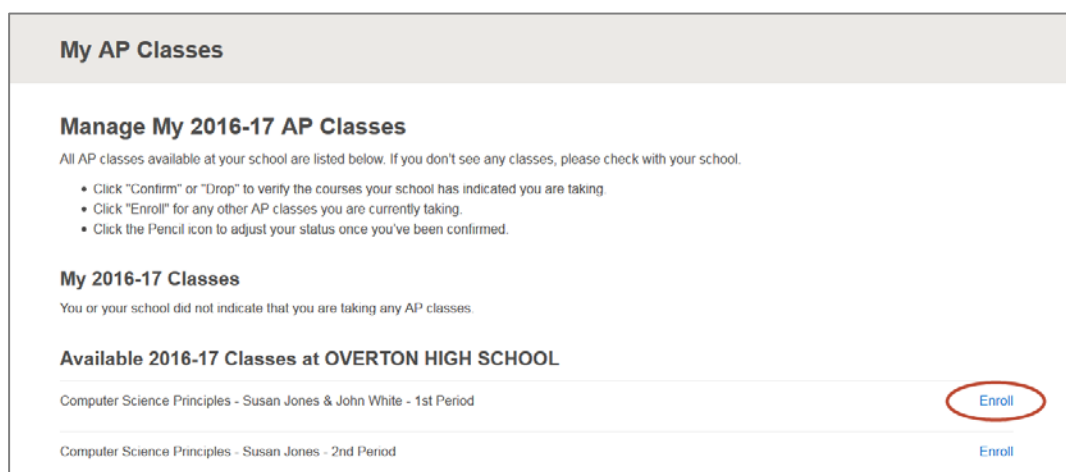 My AP Classes
Manage My 2016-17 AP Classes
All AP classes available at your school are listed below. If you don't see any classes, please check with your school.
• Click "Confirm" or "Drop" to verify the courses your school has indicated you are taking.
• Click "Enroll" for any other AP classes you are currently taking.
• Click the Pencil icon to adjust your status once you've been confirmed.
My 2016-17 Classes
You or your school did not indicate that you are taking any AP classes.
Available 2016-17 Classes at OVERTON HIGH SCHOOL
Computer Science Principles - Susan Jones & John White - 1st Period Enroll
Computer Science Principles - Susan Jones - 2nd Period Enroll